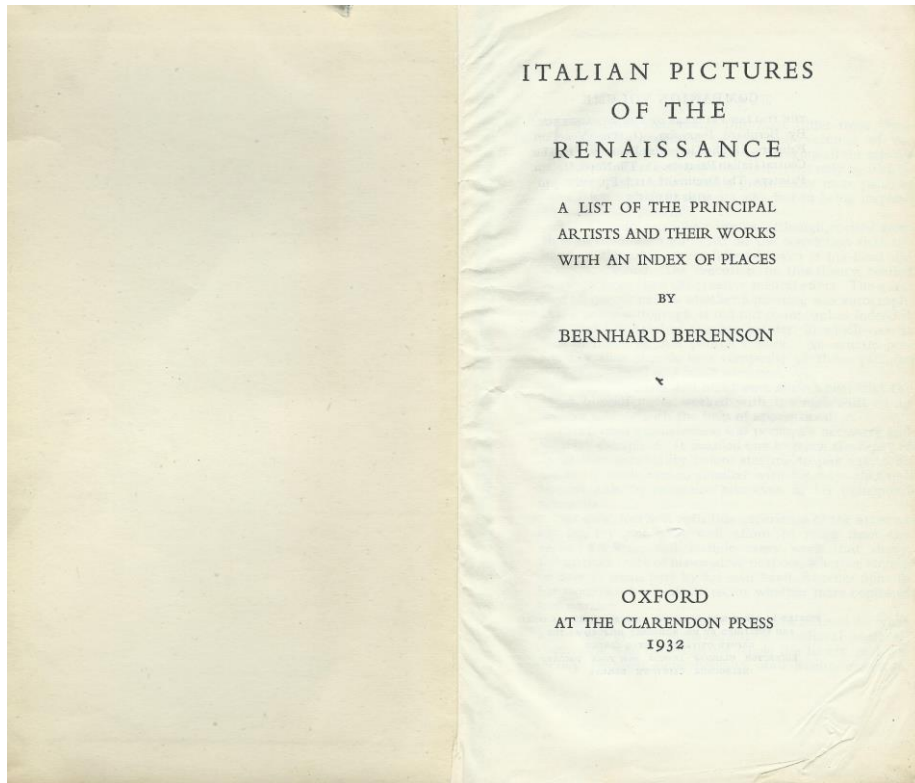 ITALIAN PICTURES
OF THE
RENAISSANCE
A LIST OF THE PRINCIPAL
ARTISTS AND THEIR WORKS
WITH AN INDEX OF PLACES
BY
BERNHARD BERENSON
OXFORD
AT THE CLARENDON PRESS
1932